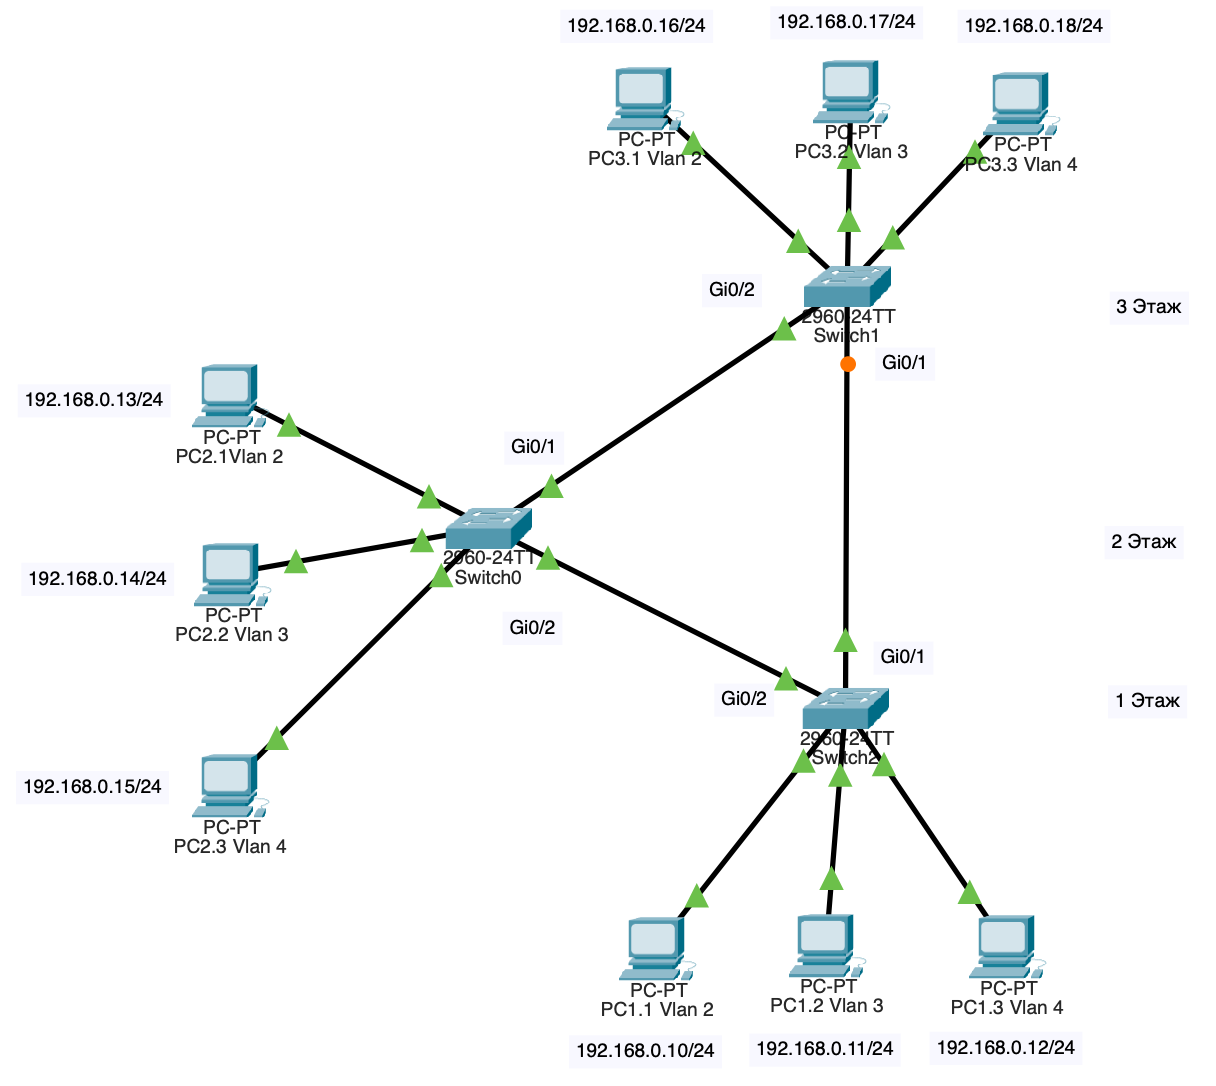 192.168.0.16/24
192.168.0.17/24
192.168.0.18/24
PC-PT
PC3.1 Vlan 2
PC-PT
PC3.2 Vlan 3
PC-PT
PC3.3 Vlan 4
Gi0/2
2960-24TT
Switch1
3 Этаж
Gi0/1
192.168.0.13/24
PC-PT
PC2.1Vlan 2
Gi0/1
2960-24TT
Switch0
2 Этаж
192.168.0.14/24
PC-PT
PC2.2 Vlan 3
Gi0/2
Gi0/1
Gi0/2
1 Этаж
2960-24TT
Switch2
192.168.0.15/24
PC-PT
PC2.3 Vlan 4
PC-PT
PC1.1 Vlan 2
PC-PT
PC1.2 Vlan 3
PC-PT
PC1.3 Vlan 4
192.168.0.10/24
192.168.0.11/24
192.168.0.12/24